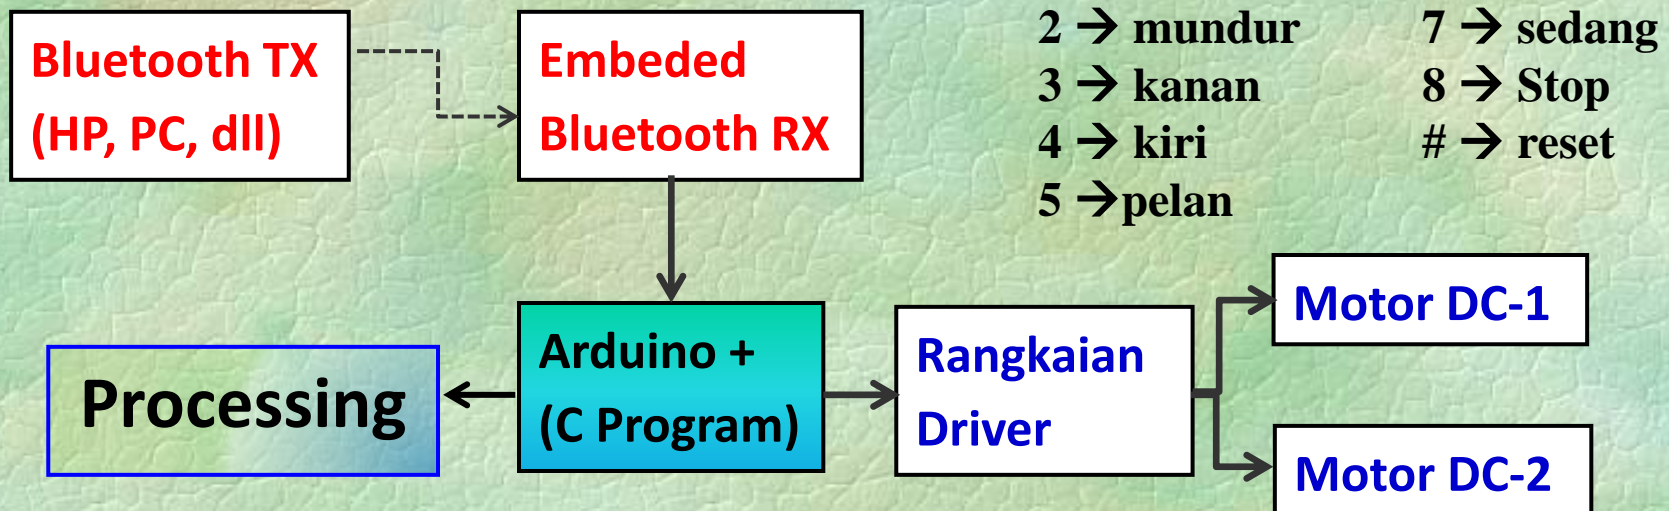 Bluetooth TX
(HP, PC, dll)
Embeded
Bluetooth RX
2 → mundur
3 → kanan
4 → kiri
5 →pelan
7 → sedang
8 → Stop
# → reset
Processing
Arduino +
(C Program)
Rangkaian
Driver
Motor DC-1
Motor DC-2